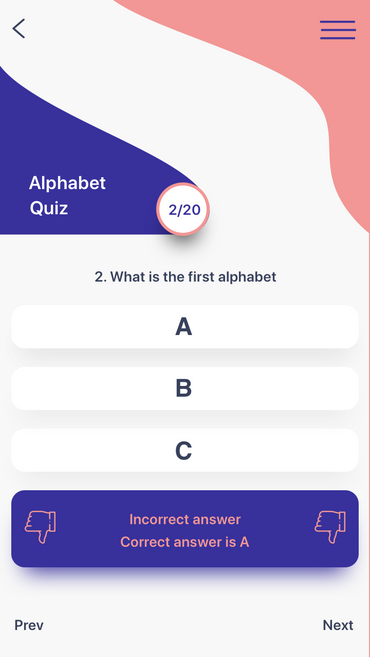 Alphabet
Quiz
2/20
2. What is the first alphabet
A
B
C
Incorrect answer
Correct answer is A
Prev
Next